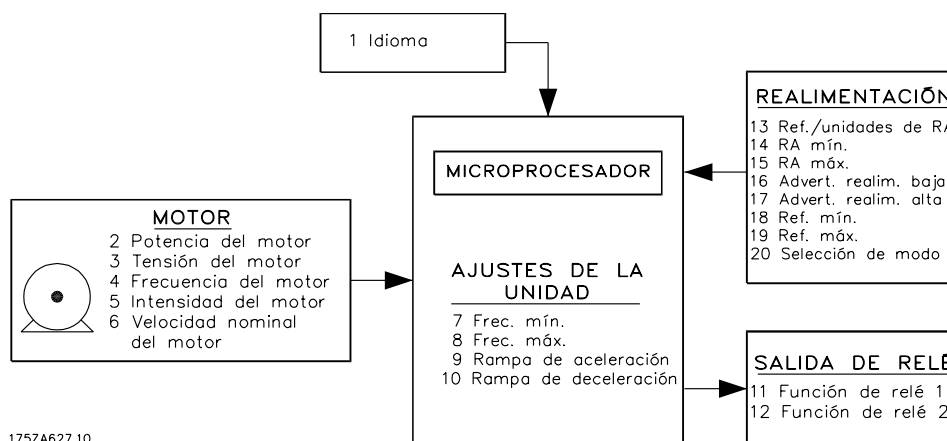 1 Idioma
REALIMENTACIÓN
13 Ref./unidades de RA
14 RA mín.
15 RA máx.
16 Advert. realim. baja
17 Advert. realim. alta
18 Ref. mín.
19 Ref. máx.
20 Selección de modo
MICROPROCESADOR
MOTOR
2 Potencia del motor
3 Tensión del motor
4 Frecuencia del motor
5 Intensidad del motor
6 Velocidad nominal
del motor
AJUSTES DE LA
UNIDAD
7 Frec. mín.
8 Frec. máx.
9 Rampa de aceleración
10 Rampa de deceleración
SALIDA DE RELÉ
11 Función de relé 1
12 Función de relé 2
175ZA627.10